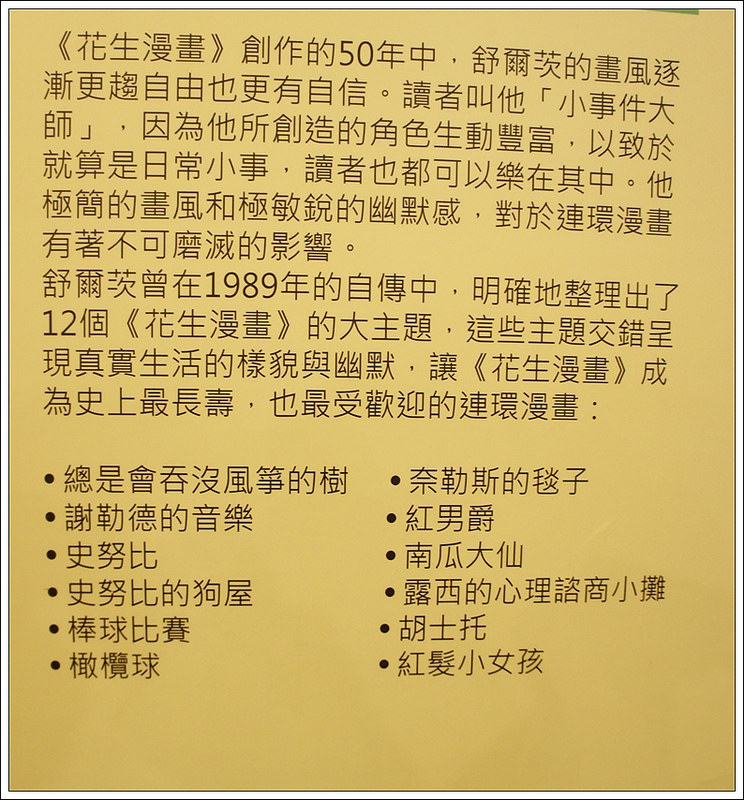 《花生漫畫》創作的50年中，舒爾茨的畫風逐
漸更趨自由也更有自信。讀者叫他「小事件大
師」，因為他所創造的角色生動豐富，以致於
就算是日常小事，讀者也都可以樂在其中。他
極簡的畫風和極敏銳的幽默感，對於連環漫畫
有著不可磨滅的影響。
舒爾茨曾在1989年的自傳中，明確地整理出了
12個《花生漫畫》的大主題，這些主題交錯呈
現真實生活的樣貌與幽默，讓《花生漫畫》成
為史上最長壽，也最受歡迎的連環漫畫：
•總是會吞沒風箏的樹
•謝勒德的音樂
•史努比
•史努比的狗屋
•棒球比賽
•橄欖球
•奈勒斯的毯子
•紅男爵
•南瓜大仙
•露西的心理諮商小攤
•胡士托
•紅髮小女孩